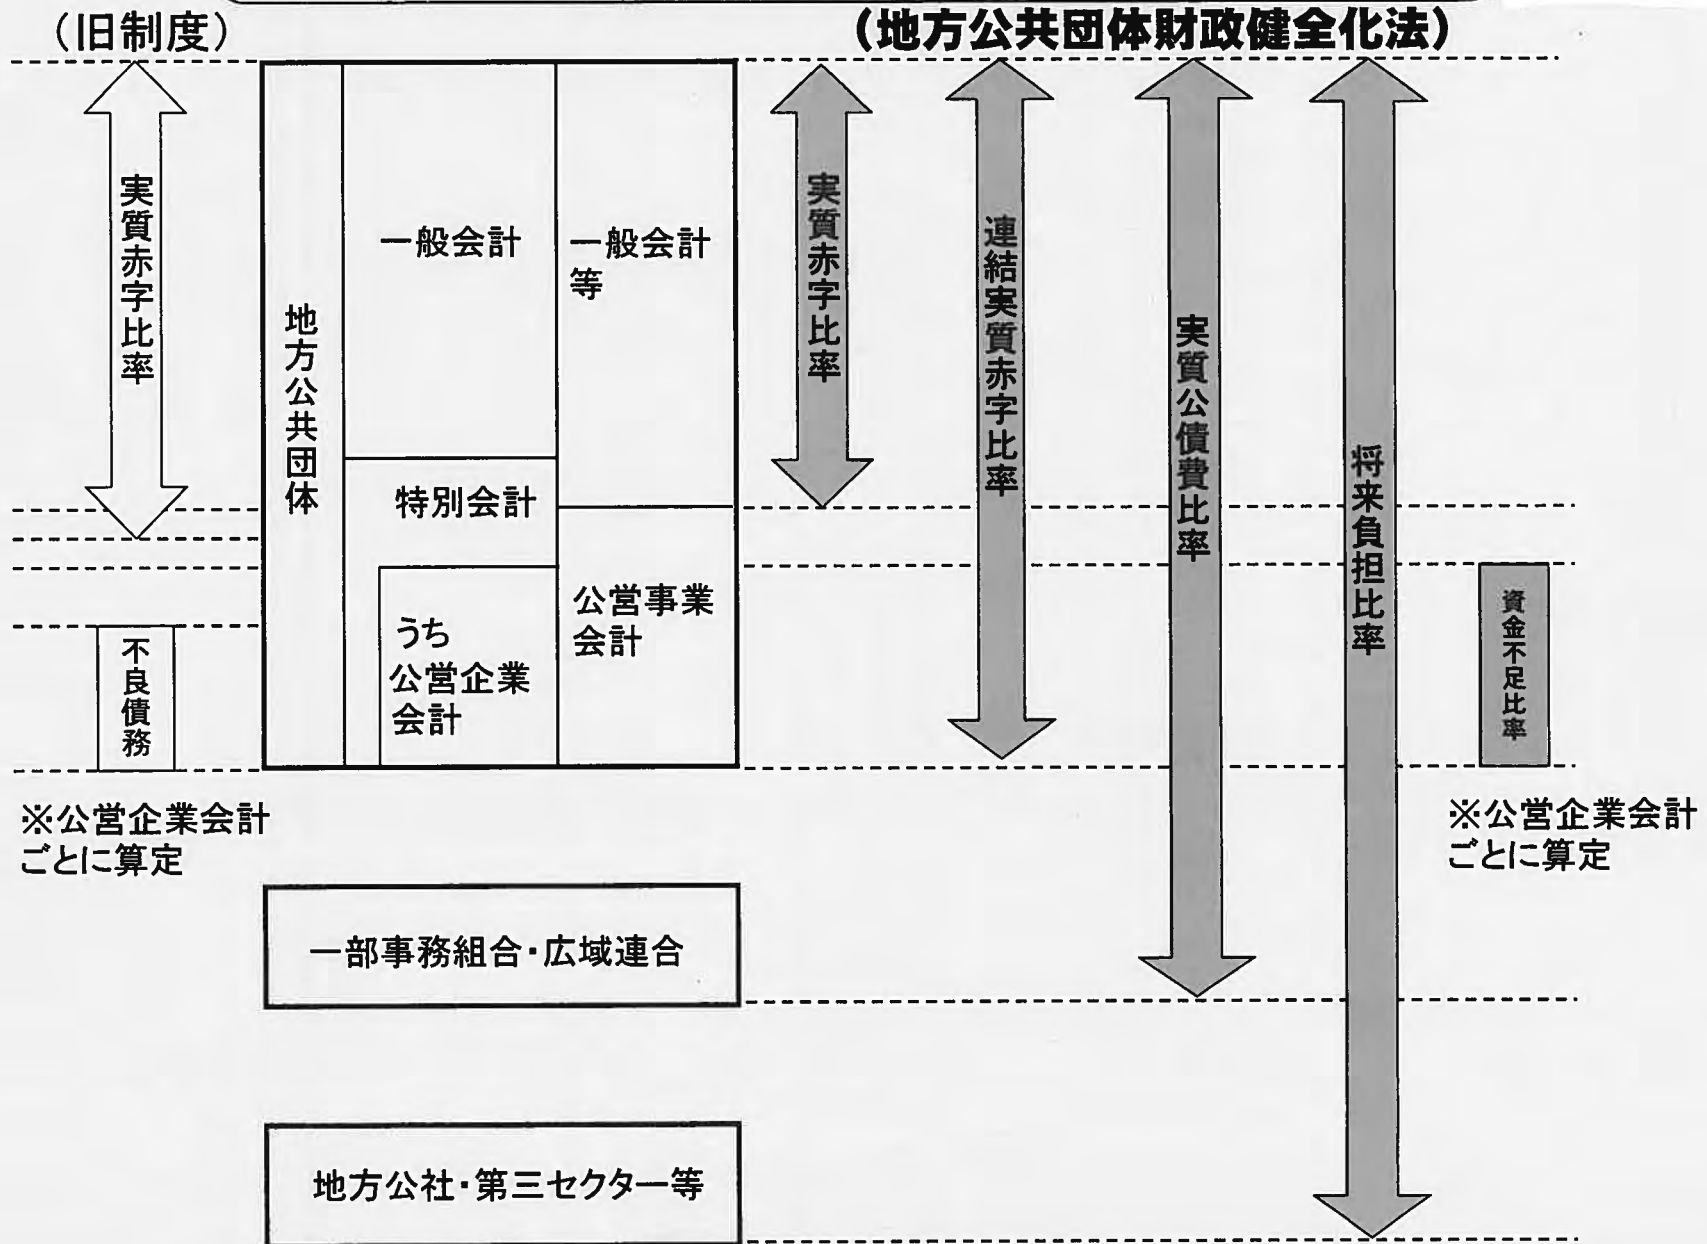 （旧制度）
（地方公共団体財政健全化法）
実質赤字比率
不良債務
※公営企業会計
ごとに算定
地方公共団体
一般会計
特別会計
うち
公営企業
会計
一般会計
等
公営事業
会計
実質赤字比率
連結実質赤字比率
実質公債費比率
将来負担比率
資金不足比率
※公営企業会計
ごとに算定
一部事務組合・広域連合
地方公社・第三セクター等